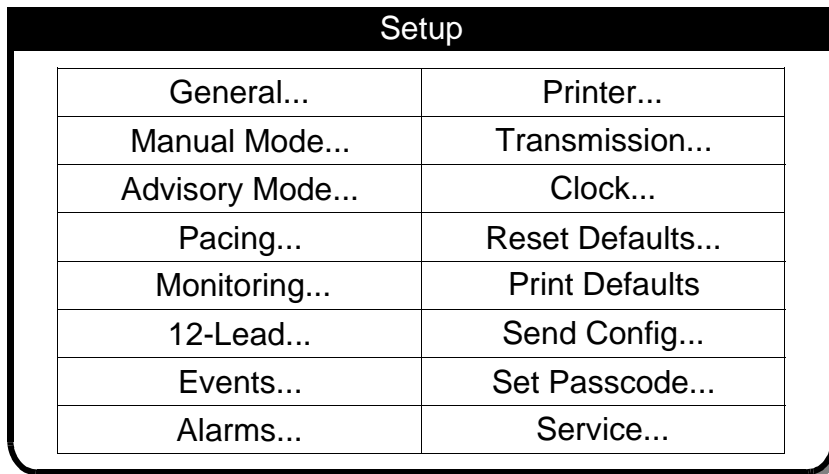 Setup
General... Printer...
Manual Mode... Transmission...
Advisory Mode... Clock...
Pacing... Reset Defaults...
Monitoring... Print Defaults
12-Lead... Send Config...
Events... Set Passcode...
Alarms... Service...